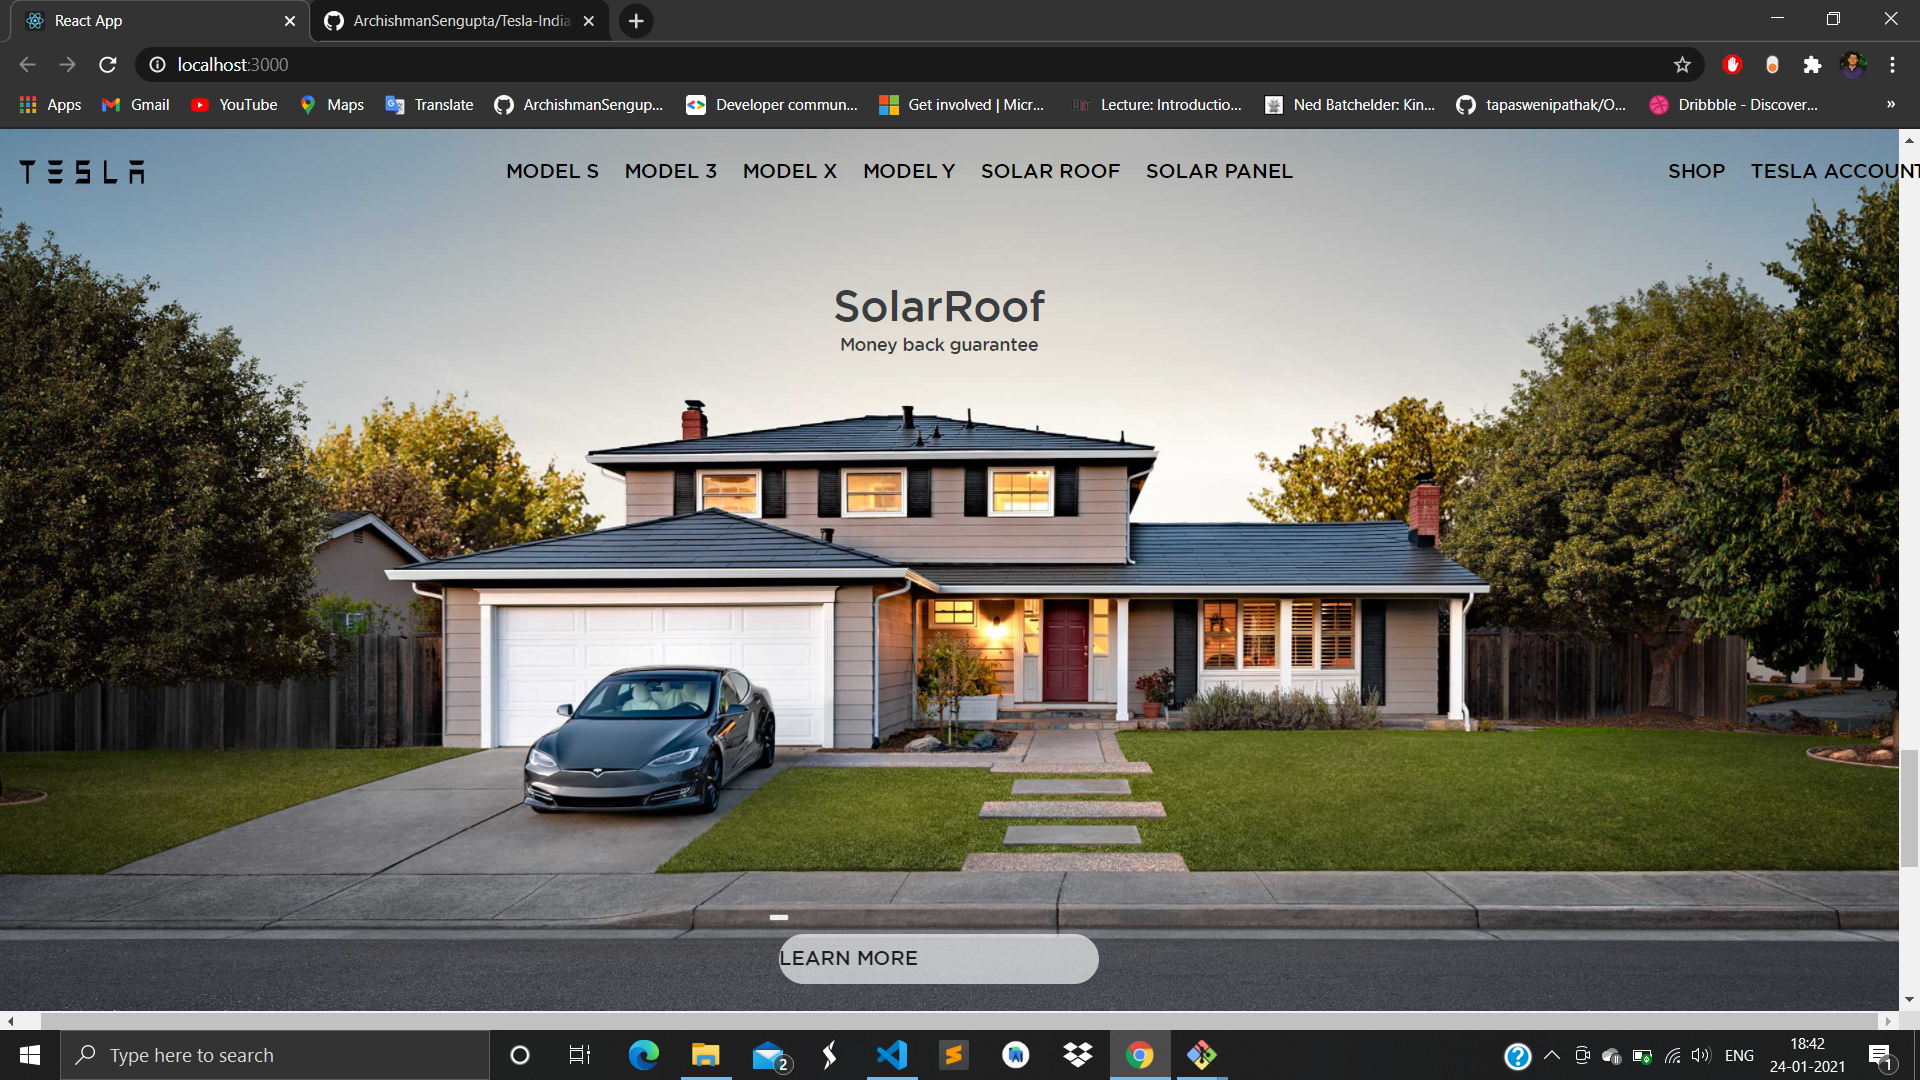 React App
ArchishmanSengupta/Tesla-India
localhost:3000
Apps Gmail YouTube Maps Translate ArchishmanSengup... Developer commun... Get involved | Micr... Lecture: Introductio... Ned Batchelder: Kin... tapaswenipathak/O... Dribbble - Discover... »
TESLA MODEL S MODEL 3 MODEL X MODEL Y SOLAR ROOF SOLAR PANEL SHOP TESLA ACCOUNT
SolarRoof
Money back guarantee
LEARN MORE
Type here to search
2
ENG
18:42
24-01-2021
1